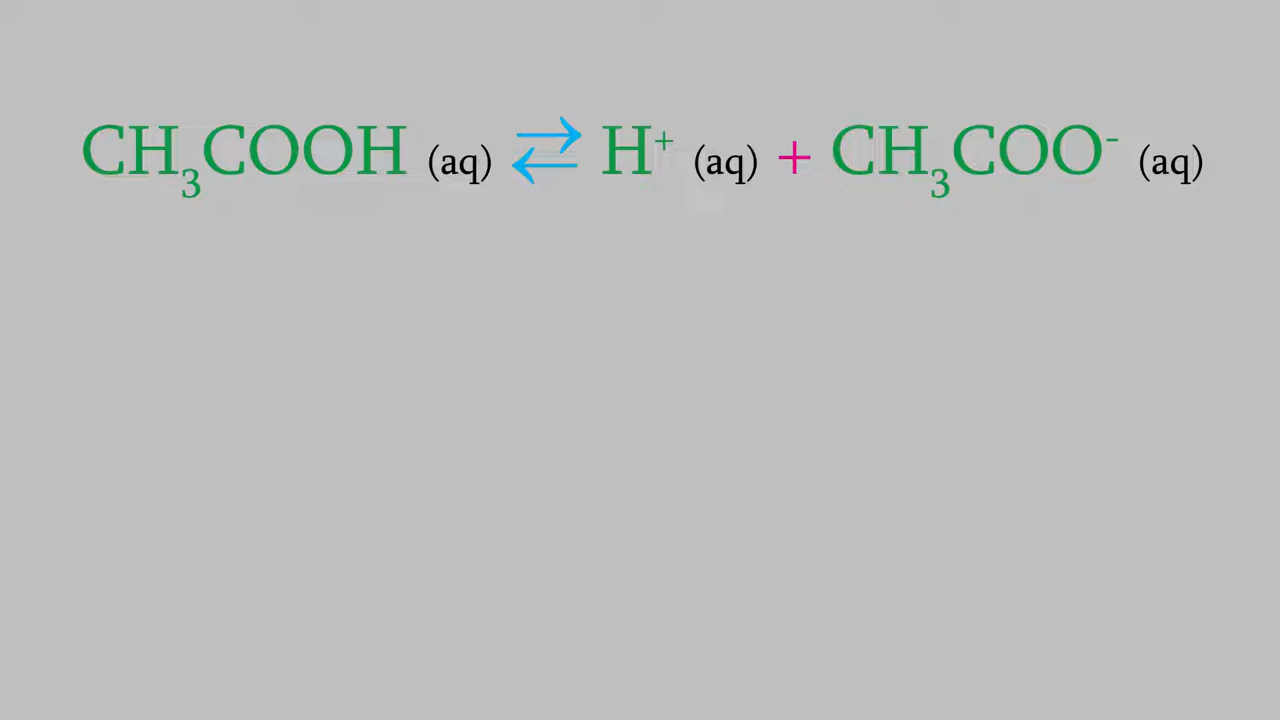 CH₃COOH (aq) ⇄ H⁺ (aq) + CH₃COO⁻ (aq)